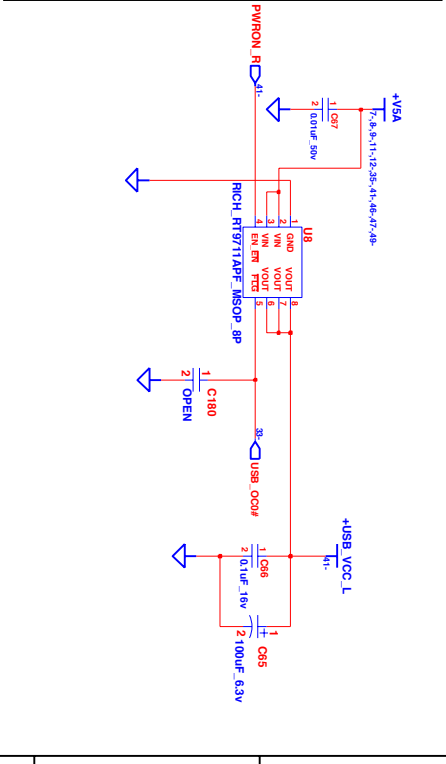 +V5A
7-,8-,9-,11-,12-,35-,41-,46-,47-,49-
1
C67
2
0.01uF_50v
PWRON_R
41-
U8
1 GND
VOUT 8
2 VIN
VOUT 7
3 VIN
VOUT 6
4 EN_EN
FLG 5
RICH_RT9711APF_MSOP_8P
1
C180
2
OPEN
33-
USB_OC0#
+USB_VCC_L
41-
1
C66
2
0.1uF_16v
1
+
C65
2
100uF_6.3v